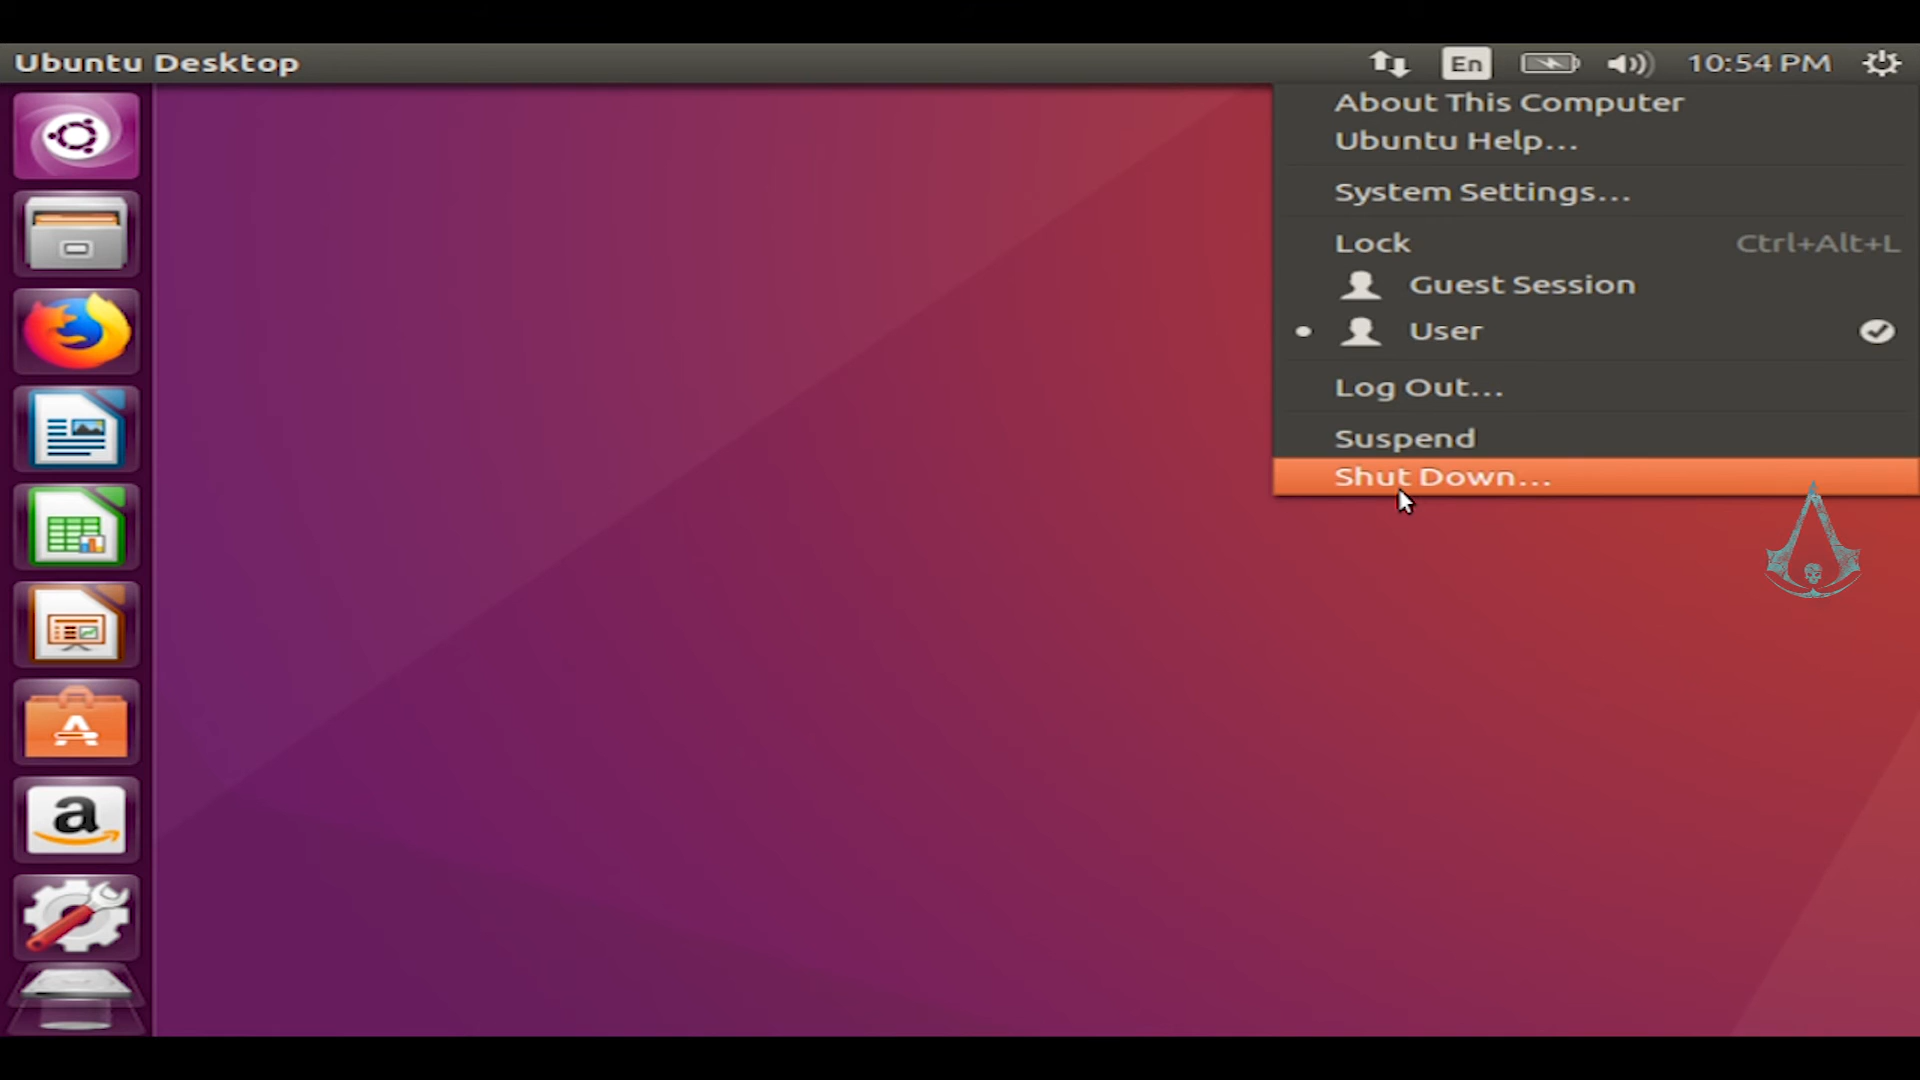 Ubuntu Desktop
En
10:54 PM
About This Computer
Ubuntu Help...
System Settings...
Lock Ctrl+Alt+L
Guest Session
User
Log Out...
Suspend
Shut Down...
A
a